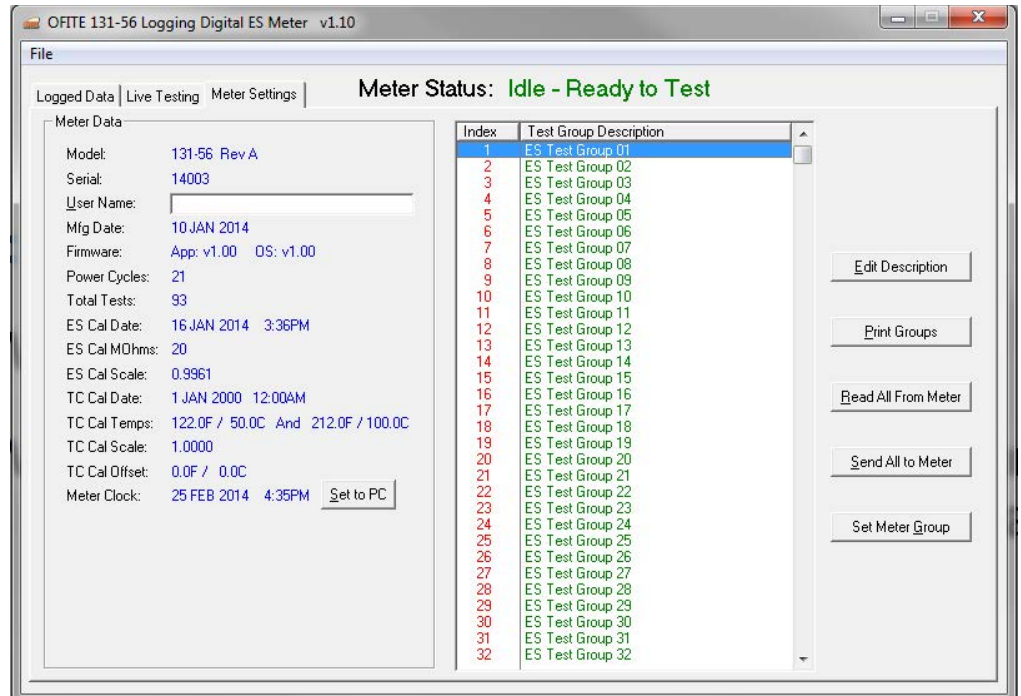 OFITE 131-56 Logging Digital ES Meter v1.10
File
Logged Data Live Testing Meter Settings
Meter Status: Idle - Ready to Test
Meter Data
Model: 131-56 Rev A
Serial: 14003
User Name:
Mfg Date: 10 JAN 2014
Firmware: App: v1.00 OS: v1.00
Power Cycles: 21
Total Tests: 93
ES Cal Date: 16 JAN 2014 3:36PM
ES Cal MOhms: 20
ES Cal Scale: 0.9961
TC Cal Date: 1 JAN 2000 12:00AM
TC Cal Temps: 122.0F / 50.0C And 212.0F / 100.0C
TC Cal Scale: 1.0000
TC Cal Offset: 0.0F / 0.0C
Meter Clock: 25 FEB 2014 4:35PM Set to PC
Index Test Group Description
1 ES Test Group 01
2 ES Test Group 02
3 ES Test Group 03
4 ES Test Group 04
5 ES Test Group 05
6 ES Test Group 06
7 ES Test Group 07
8 ES Test Group 08
9 ES Test Group 09
10 ES Test Group 10
11 ES Test Group 11
12 ES Test Group 12
13 ES Test Group 13
14 ES Test Group 14
15 ES Test Group 15
16 ES Test Group 16
17 ES Test Group 17
18 ES Test Group 18
19 ES Test Group 19
20 ES Test Group 20
21 ES Test Group 21
22 ES Test Group 22
23 ES Test Group 23
24 ES Test Group 24
25 ES Test Group 25
26 ES Test Group 26
27 ES Test Group 27
28 ES Test Group 28
29 ES Test Group 29
30 ES Test Group 30
31 ES Test Group 31
32 ES Test Group 32
Edit Description
Print Groups
Read All From Meter
Send All to Meter
Set Meter Group